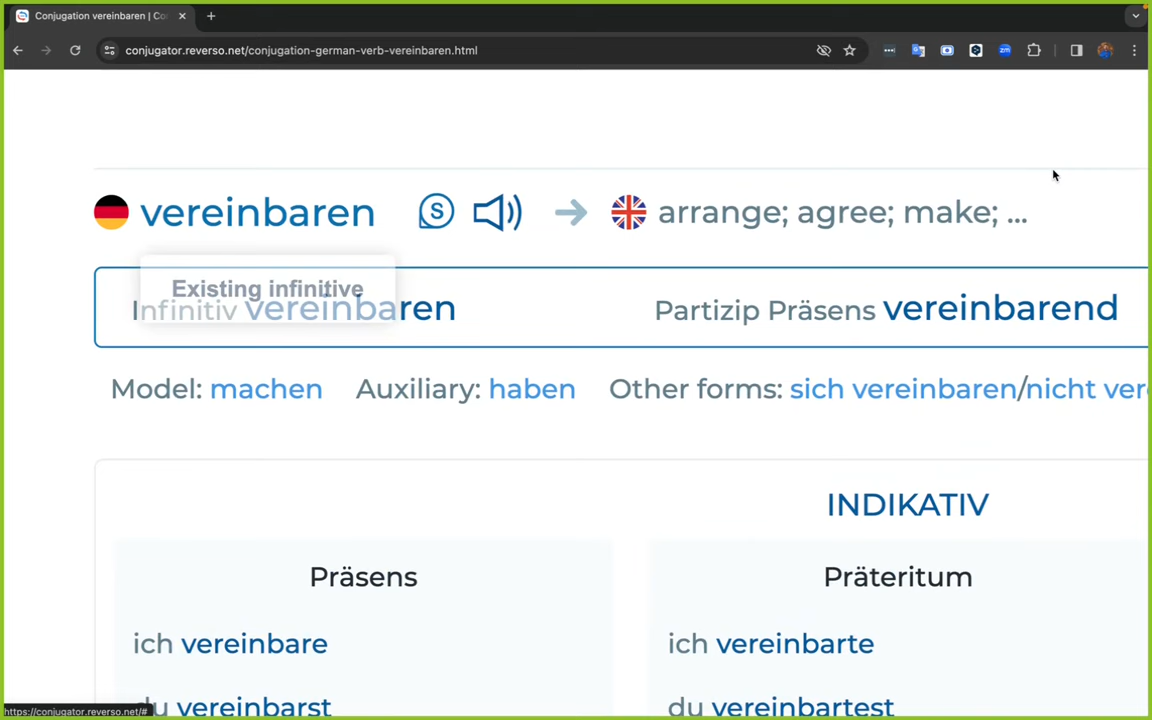 Conjugation vereinbaren | Co
conjugator.reverso.net/conjugation-german-verb-vereinbaren.html
zm
vereinbaren S arrange; agree; make; ...
Existing infinitive
Infinitiv vereinbaren Partizip Präsens vereinbarend
Model: machen Auxiliary: haben Other forms: sich vereinbaren/nicht ver
INDIKATIV
Präsens Präteritum
ich vereinbare ich vereinbarte
du vereinbarst du vereinbartest
https://conjugator.reverso.net/#